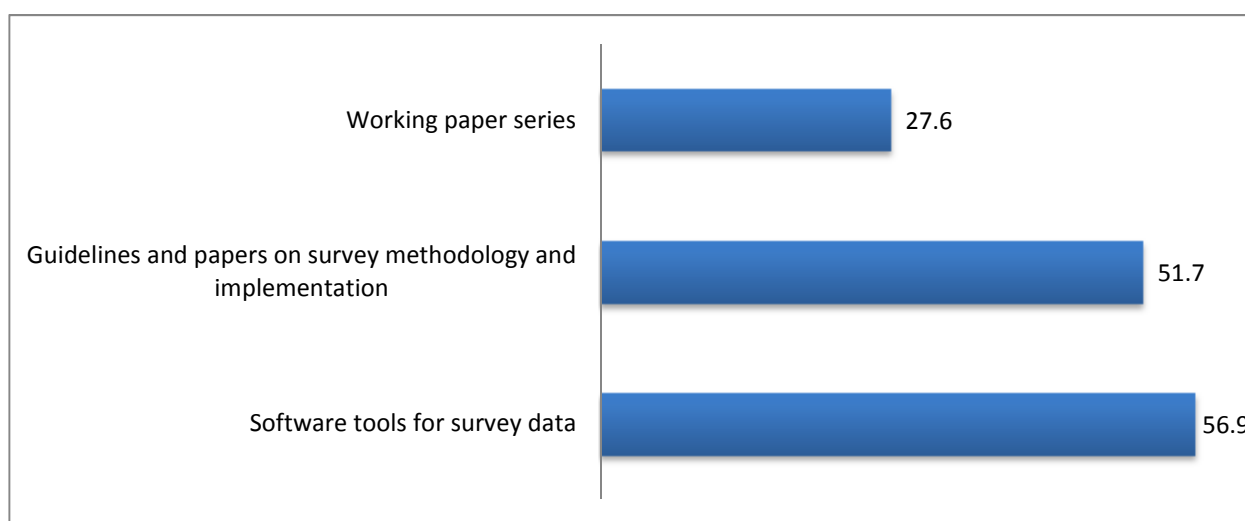 Working paper series
27.6
Guidelines and papers on survey methodology and
implementation
51.7
Software tools for survey data
56.9